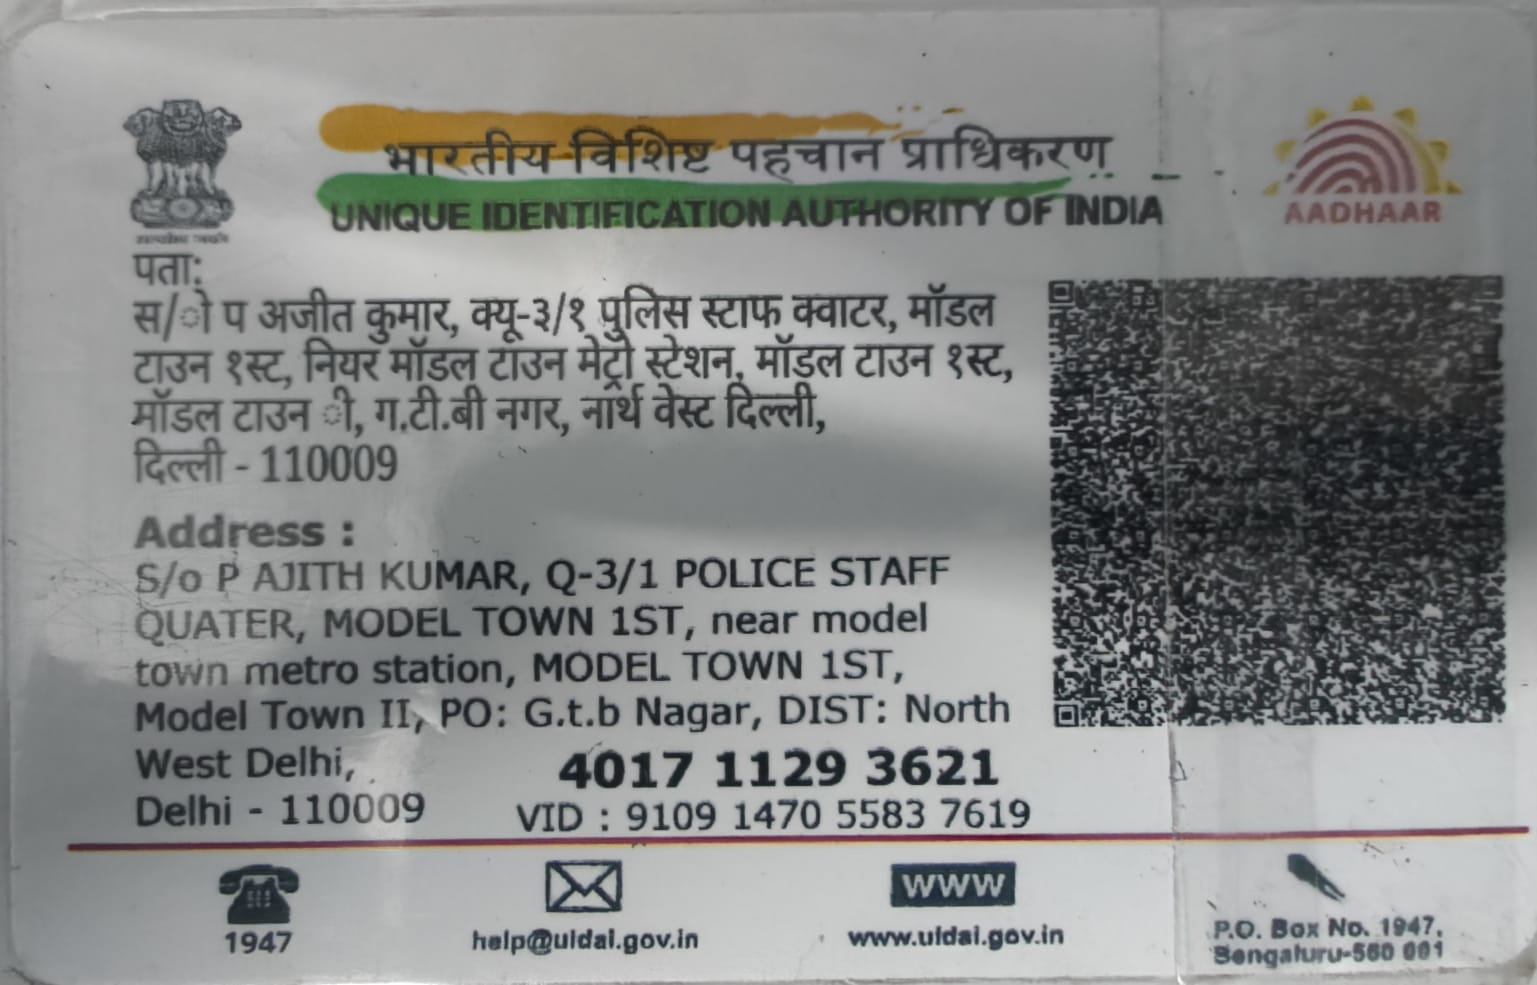 भारतीय विशिष्ट पहचान प्राधिकरण
UNIQUE IDENTIFICATION AUTHORITY OF INDIA
AADHAAR
पता:
स/ो प अजीत कुमार, क्यू-३/१ पुलिस स्टाफ क्वाटर, मॉडल
टाउन १स्ट, नियर मॉडल टाउन मेट्रो स्टेशन, मॉडल टाउन १स्ट,
मॉडल टाउन ी, ग.टी.बी नगर, नार्थ वेस्ट दिल्ली,
दिल्ली - 110009
Address :
S/o P AJITH KUMAR, Q-3/1 POLICE STAFF
QUATER, MODEL TOWN 1ST, near model
town metro station, MODEL TOWN 1ST,
Model Town II, PO: G.t.b Nagar, DIST: North
West Delhi,
Delhi - 110009
4017 1129 3621
VID : 9109 1470 5583 7619
1947
help@uidai.gov.in
www
www.uidai.gov.in
P.O. Box No. 1947,
Bengaluru-560 001